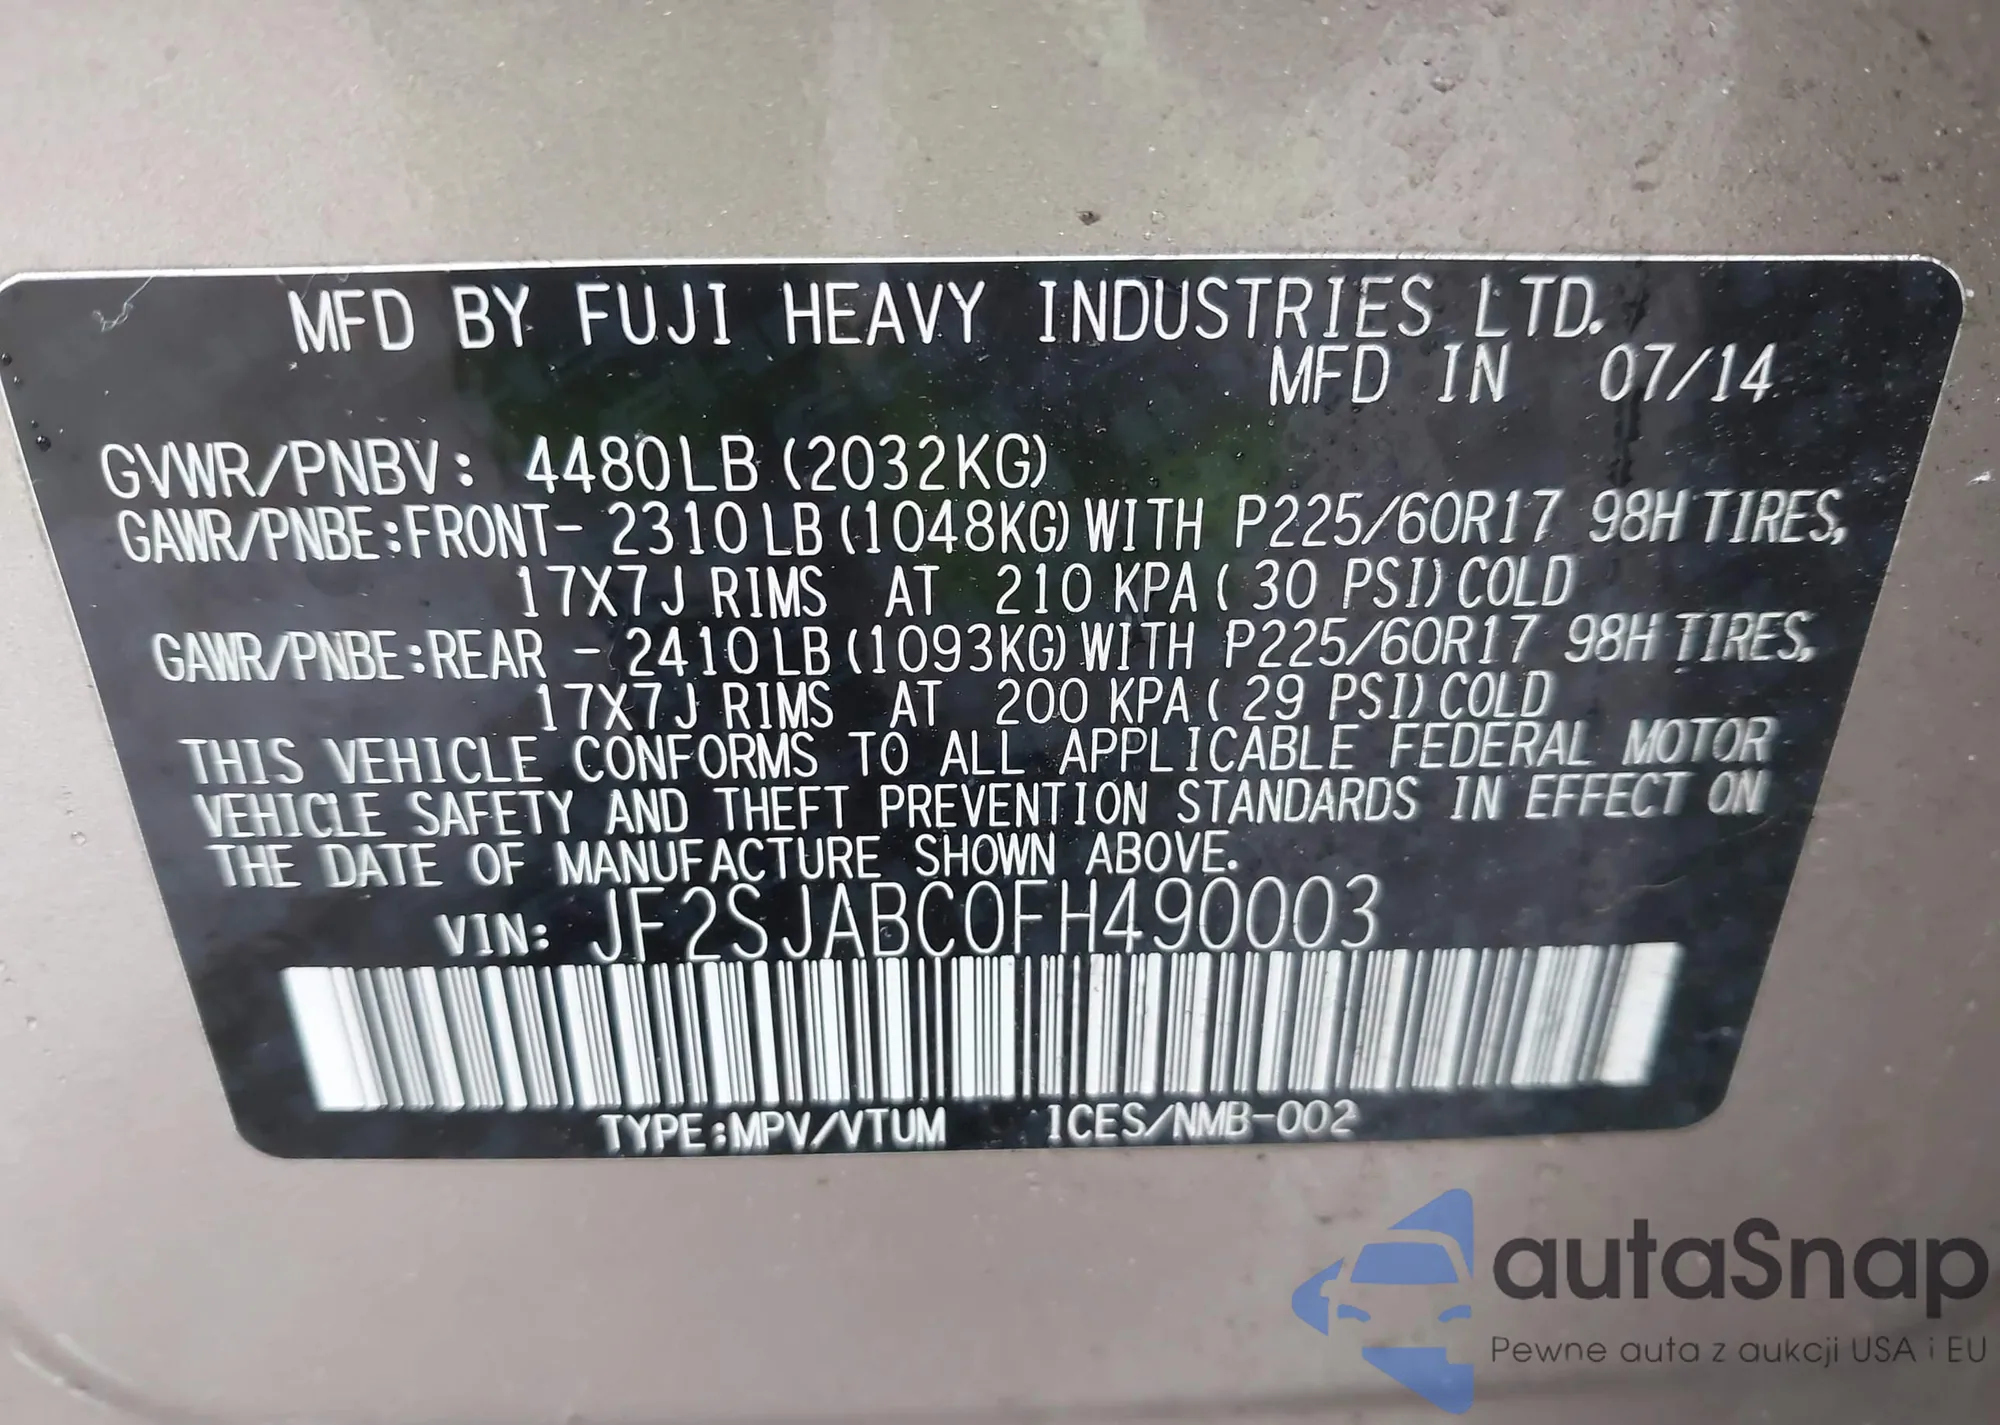 MFD BY FUJI HEAVY INDUSTRIES LTD.
MFD IN 07/14
GVWR/PNBV: 4480LB (2032KG)
GAWR/PNBE:FRONT- 2310LB (1048KG) WITH P225/60R17 98H TIRES,
17X7J RIMS AT 210 KPA ( 30 PSI) COLD
GAWR/PNBE:REAR - 2410LB (1093KG) WITH P225/60R17 98H TIRES,
17X7J RIMS AT 200 KPA ( 29 PSI) COLD
THIS VEHICLE CONFORMS TO ALL APPLICABLE FEDERAL MOTOR
VEHICLE SAFETY AND THEFT PREVENTION STANDARDS IN EFFECT ON
THE DATE OF MANUFACTURE SHOWN ABOVE.
VIN: JF2SJABC0FH490003
TYPE:MPV/VTUM ICES/NMB-002
autaSnap
Pewne auta z aukcji USA i EU